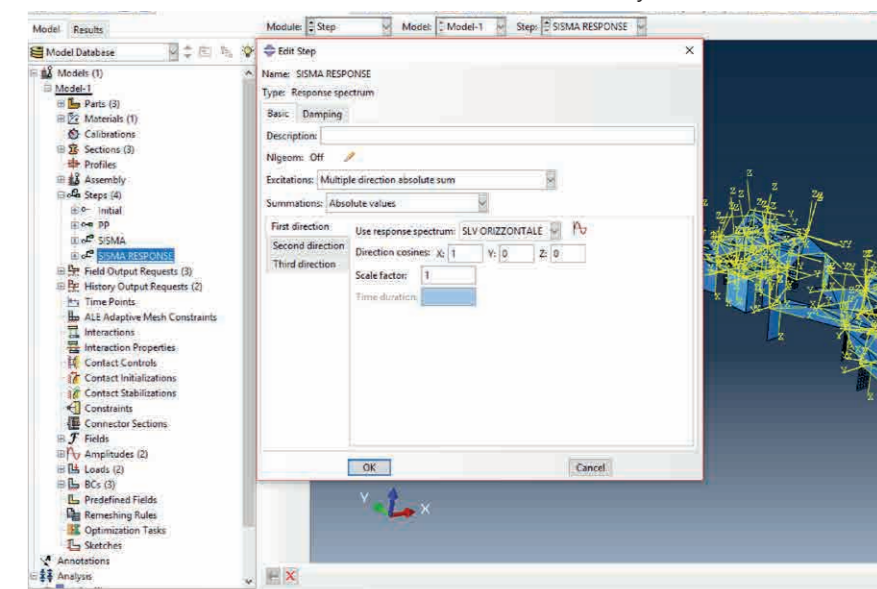 Model Results
Module: Step Model: Model-1 Step: SISMA RESPONSE
Model Database
Models (1)
Model-1
Parts (3)
Materials (1)
Calibrations
Sections (3)
Profiles
Assembly
Steps (4)
Initial
PP
SISMA
SISMA RESPONSE
Field Output Requests (3)
History Output Requests (2)
Time Points
ALE Adaptive Mesh Constraints
Interactions
Interaction Properties
Contact Controls
Contact Initializations
Contact Stabilizations
Constraints
Connector Sections
Fields
Amplitudes (2)
Loads (2)
BCs (3)
Predefined Fields
Remeshing Rules
Optimization Tasks
Sketches
Annotations
Analysis
Edit Step
Name: SISMA RESPONSE
Type: Response spectrum
Basic Damping
Description:
Nlgeom: Off
Excitations: Multiple direction absolute sum
Summations: Absolute values
First direction
Second direction
Third direction
Use response spectrum: SLV ORIZZONTALE
Direction cosines: X: 1 Y: 0 Z: 0
Scale factor: 1
Time duration:
OK Cancel
Y X